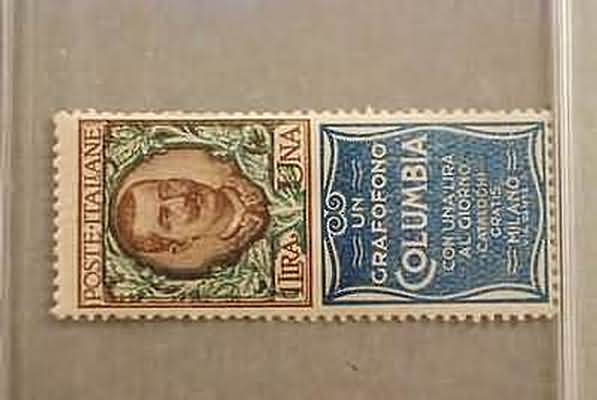 POSTE·ITALIANE
LIRA·UNA
UN
GRAFOFONO
COLUMBIA
CON UNA LIRA
AL GIORNO
CATALOGHI
GRATIS
MILANO